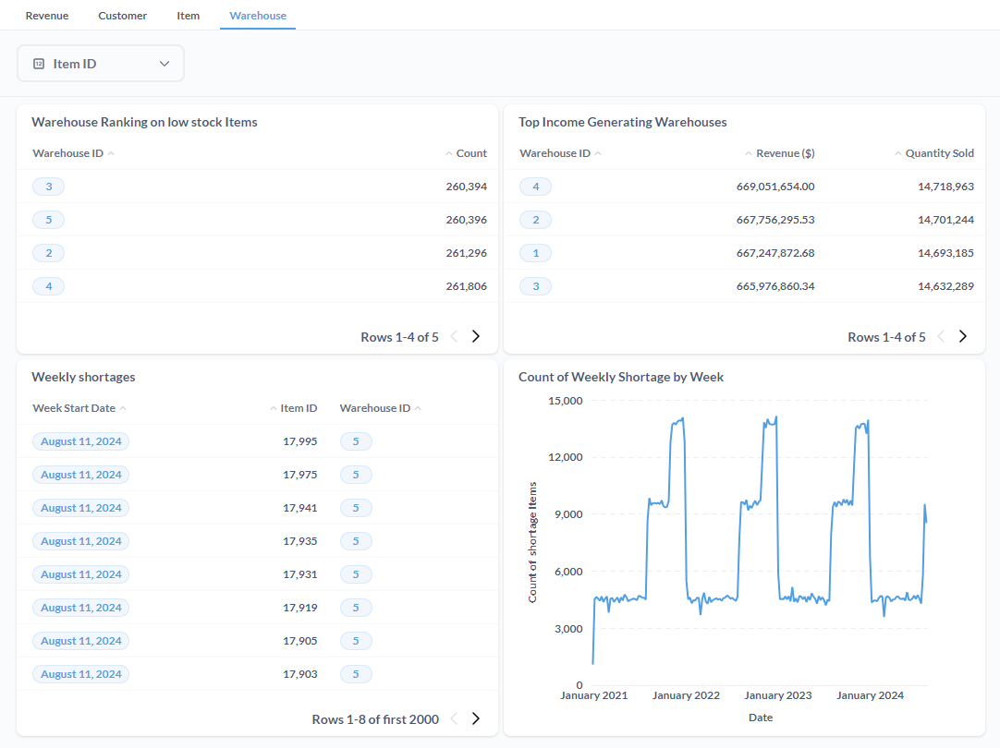 Revenue Customer Item Warehouse
Item ID
Warehouse Ranking on low stock Items
Warehouse ID Count
3 260,394
5 260,396
2 261,296
4 261,806
Rows 1-4 of 5
Top Income Generating Warehouses
Warehouse ID Revenue ($) Quantity Sold
4 669,051,654.00 14,718,963
2 667,756,295.53 14,701,244
1 667,247,872.68 14,693,185
3 665,976,860.34 14,632,289
Rows 1-4 of 5
Weekly shortages
Week Start Date Item ID Warehouse ID
August 11, 2024 17,995 5
August 11, 2024 17,975 5
August 11, 2024 17,941 5
August 11, 2024 17,935 5
August 11, 2024 17,931 5
August 11, 2024 17,919 5
August 11, 2024 17,905 5
August 11, 2024 17,903 5
Rows 1-8 of first 2000
Count of Weekly Shortage by Week
15,000
12,000
9,000
6,000
3,000
0
Count of shortage Items
January 2021 January 2022 January 2023 January 2024
Date